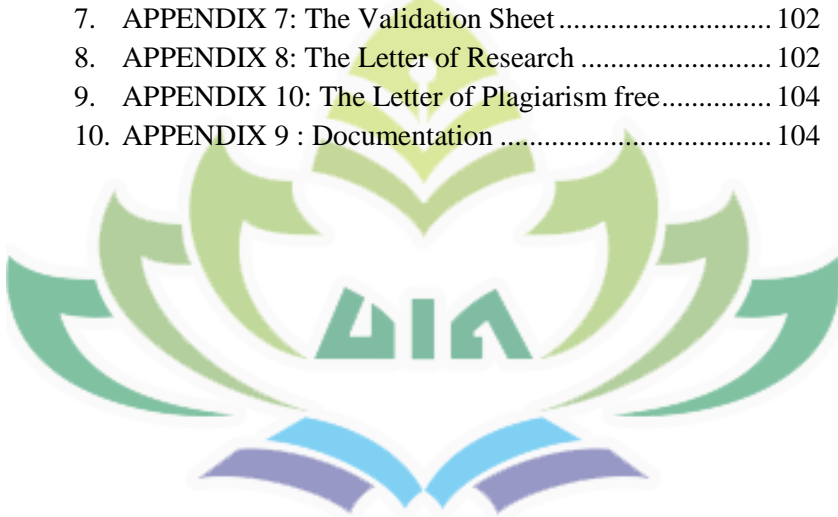 7. APPENDIX 7: The Validation Sheet ............................ 102
8. APPENDIX 8: The Letter of Research ......................... 102
9. APPENDIX 10: The Letter of Plagiarism free............... 104
10. APPENDIX 9 : Documentation .................................. 104
UIN